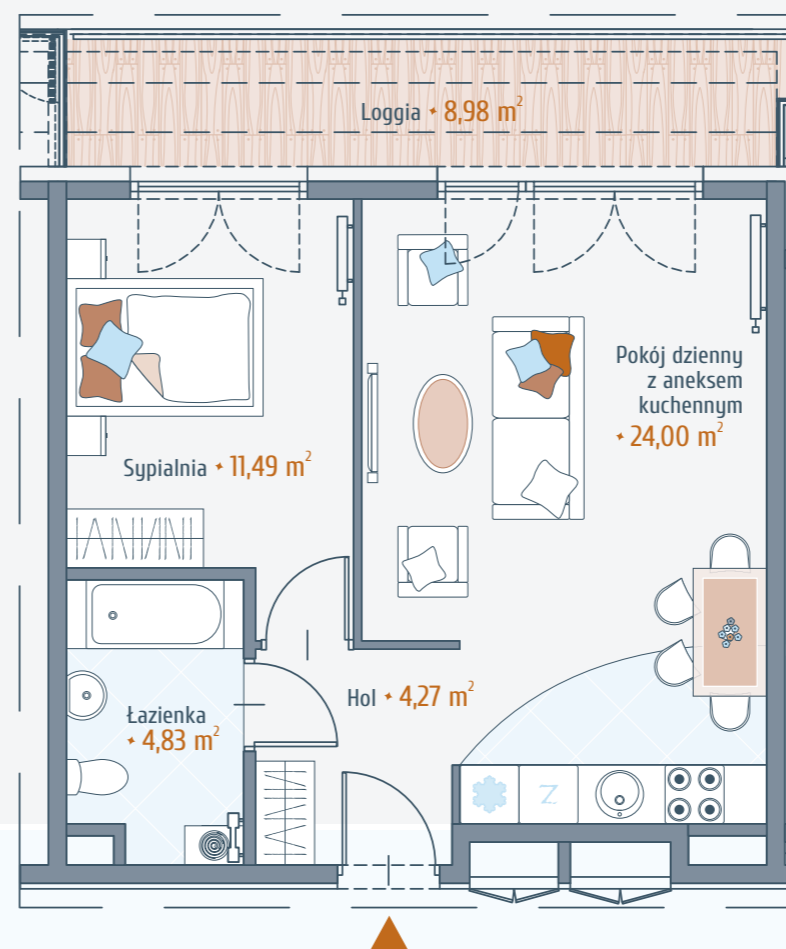 Loggia + 8,98 m²
Pokój dzienny
z aneksem
kuchennym
+ 24,00 m²
Sypialnia + 11,49 m²
Hol + 4,27 m²
Łazienka
+ 4,83 m²
Z